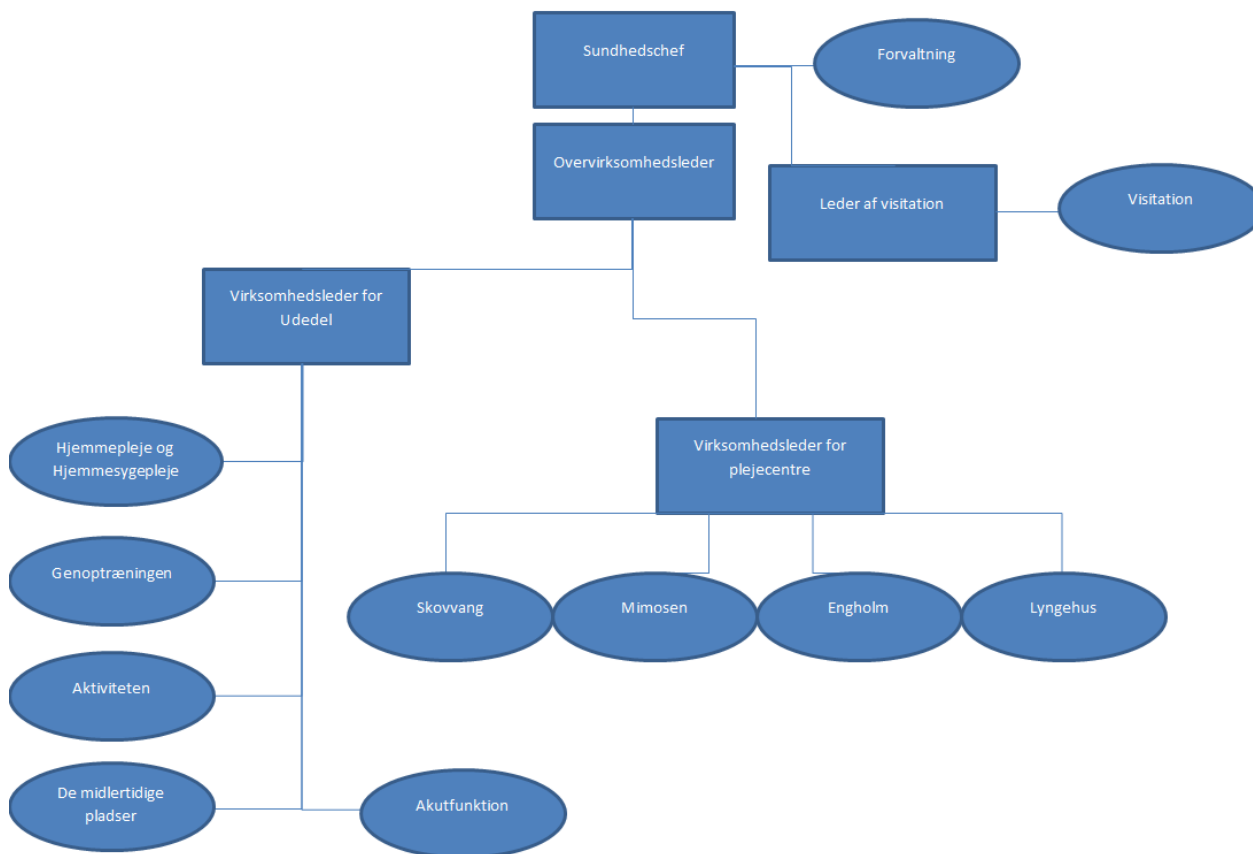 Sundhedschef
Forvaltning
Overvirksomhedsleder
Leder af visitation
Visitation
Virksomhedsleder for
Udedel
Hjemmepleje og
Hjemmesygepleje
Virksomhedsleder for
plejecentre
Genoptræningen
Skovvang
Mimosen
Engholm
Lyngehus
Aktiviteten
De midlertidige
pladser
Akutfunktion